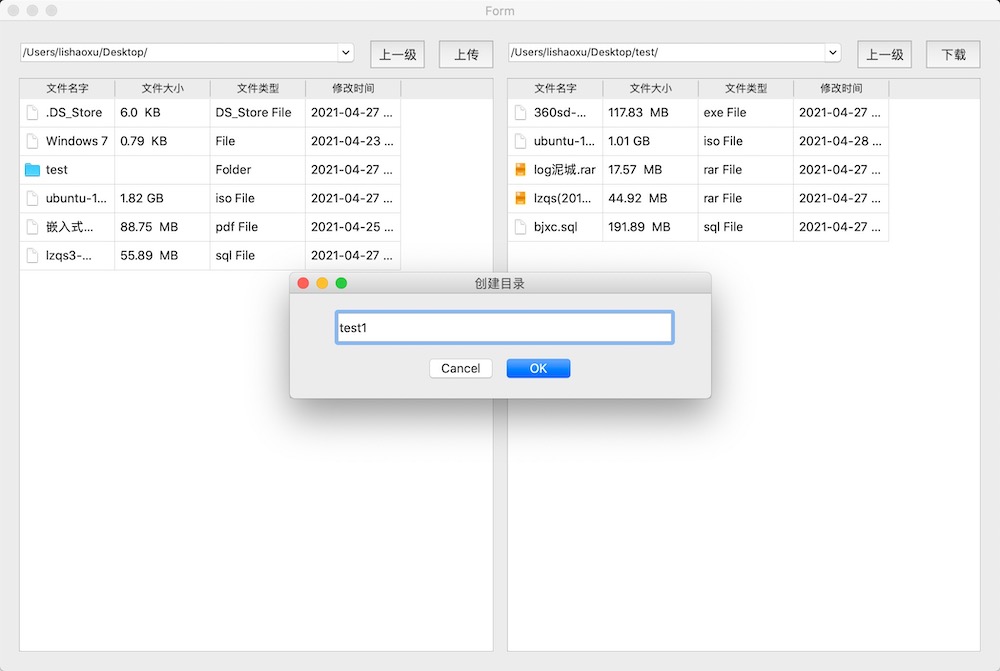 Form
/Users/lishaoxu/Desktop/ 上一级 上传 /Users/lishaoxu/Desktop/test/ 上一级 下载
文件名字 文件大小 文件类型 修改时间 文件名字 文件大小 文件类型 修改时间
.DS_Store 6.0 KB DS_Store File 2021-04-27 ... 360sd-... 117.83 MB exe File 2021-04-27 ...
Windows 7 0.79 KB File 2021-04-23 ... ubuntu-1... 1.01 GB iso File 2021-04-28 ...
test Folder 2021-04-27 ... log泥城.rar 17.57 MB rar File 2021-04-27 ...
ubuntu-1... 1.82 GB iso File 2021-04-27 ... lzqs(201... 44.92 MB rar File 2021-04-27 ...
嵌入式... 88.75 MB pdf File 2021-04-25 ... bjxc.sql 191.89 MB sql File 2021-04-27 ...
lzqs3-... 55.89 MB sql File 2021-04-27 ...
创建目录
test1
Cancel OK